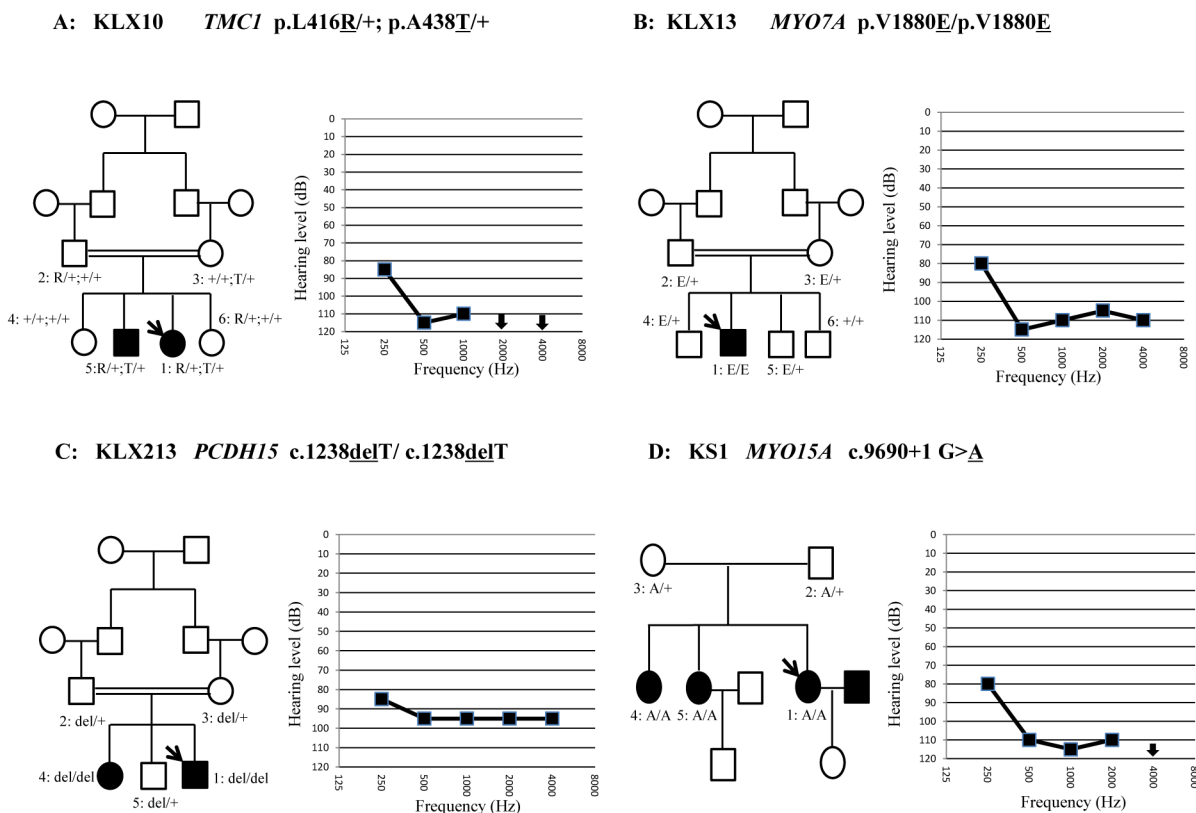 A: KLX10 TMC1 p.L416R/+; p.A438T/+
2: R/+;+/+
3: +/+;T/+
4: +/+;+/+
6: R/+;+/+
5:R/+;T/+
1: R/+;T/+
Hearing level (dB)
0
10
20
30
40
50
60
70
80
90
100
110
120
125
250
500
1000
2000
4000
8000
Frequency (Hz)
B: KLX13 MYO7A p.V1880E/p.V1880E
2: E/+
3: E/+
4: E/+
6: +/+
1: E/E
5: E/+
Hearing level (dB)
0
10
20
30
40
50
60
70
80
90
100
110
120
125
250
500
1000
2000
4000
8000
Frequency (Hz)
C: KLX213 PCDH15 c.1238delT/ c.1238delT
2: del/+
3: del/+
4: del/del
1: del/del
5: del/+
Hearing level (dB)
0
10
20
30
40
50
60
70
80
90
100
110
120
125
250
500
1000
2000
4000
8000
Frequency (Hz)
D: KS1 MYO15A c.9690+1 G>A
3: A/+
2: A/+
4: A/A
5: A/A
1: A/A
Hearing level (dB)
0
10
20
30
40
50
60
70
80
90
100
110
120
125
250
500
1000
2000
4000
8000
Frequency (Hz)